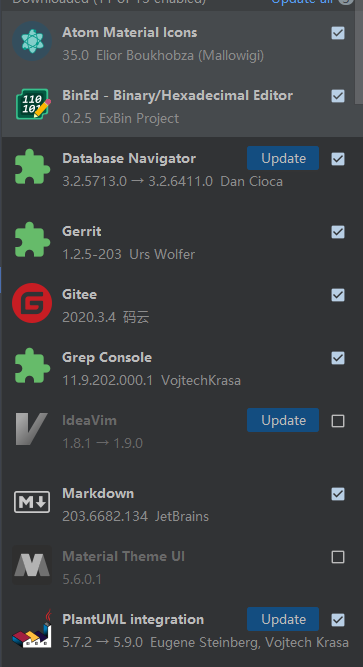 Downloaded (11 of 13 enabled)
Update all
Atom Material Icons
35.0 Elior Boukhobza (Mallowigi)
110
101
BinEd - Binary/Hexadecimal Editor
0.2.5 ExBin Project
Database Navigator
Update
3.2.5713.0 → 3.2.6411.0 Dan Cioca
Gerrit
1.2.5-203 Urs Wolfer
G
Gitee
2020.3.4 码云
Grep Console
11.9.202.000.1 VojtechKrasa
IdeaVim
Update
1.8.1 → 1.9.0
M
Markdown
203.6682.134 JetBrains
Material Theme UI
5.6.0.1
PlantUML integration
Update
5.7.2 → 5.9.0 Eugene Steinberg, Vojtech Krasa